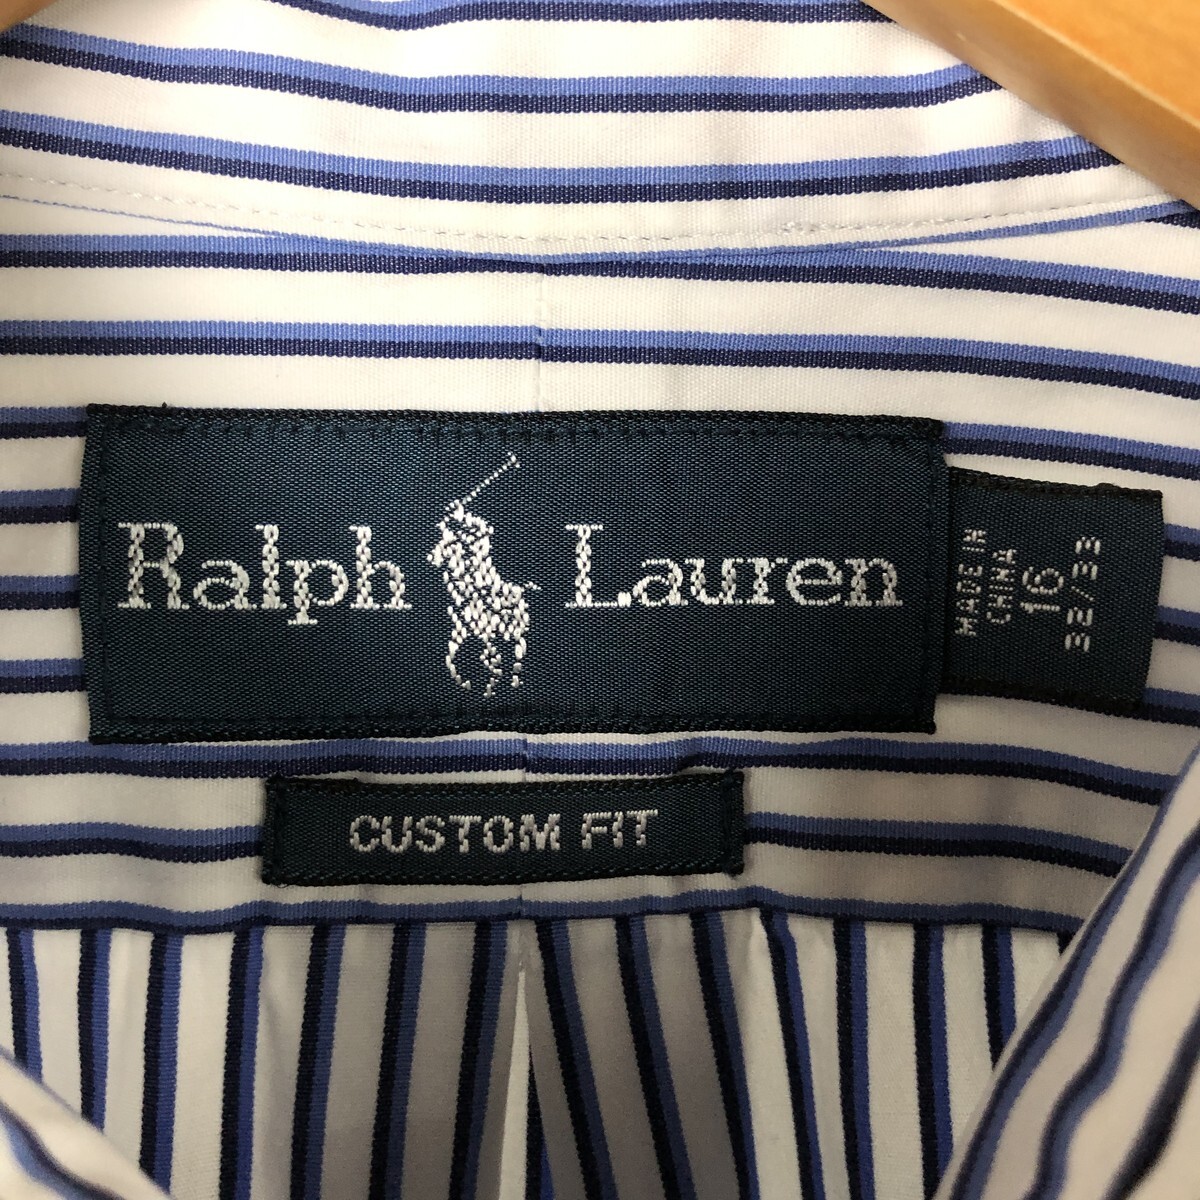 Ralph Lauren
MADE IN
CHINA
16
32/33
CUSTOM FIT